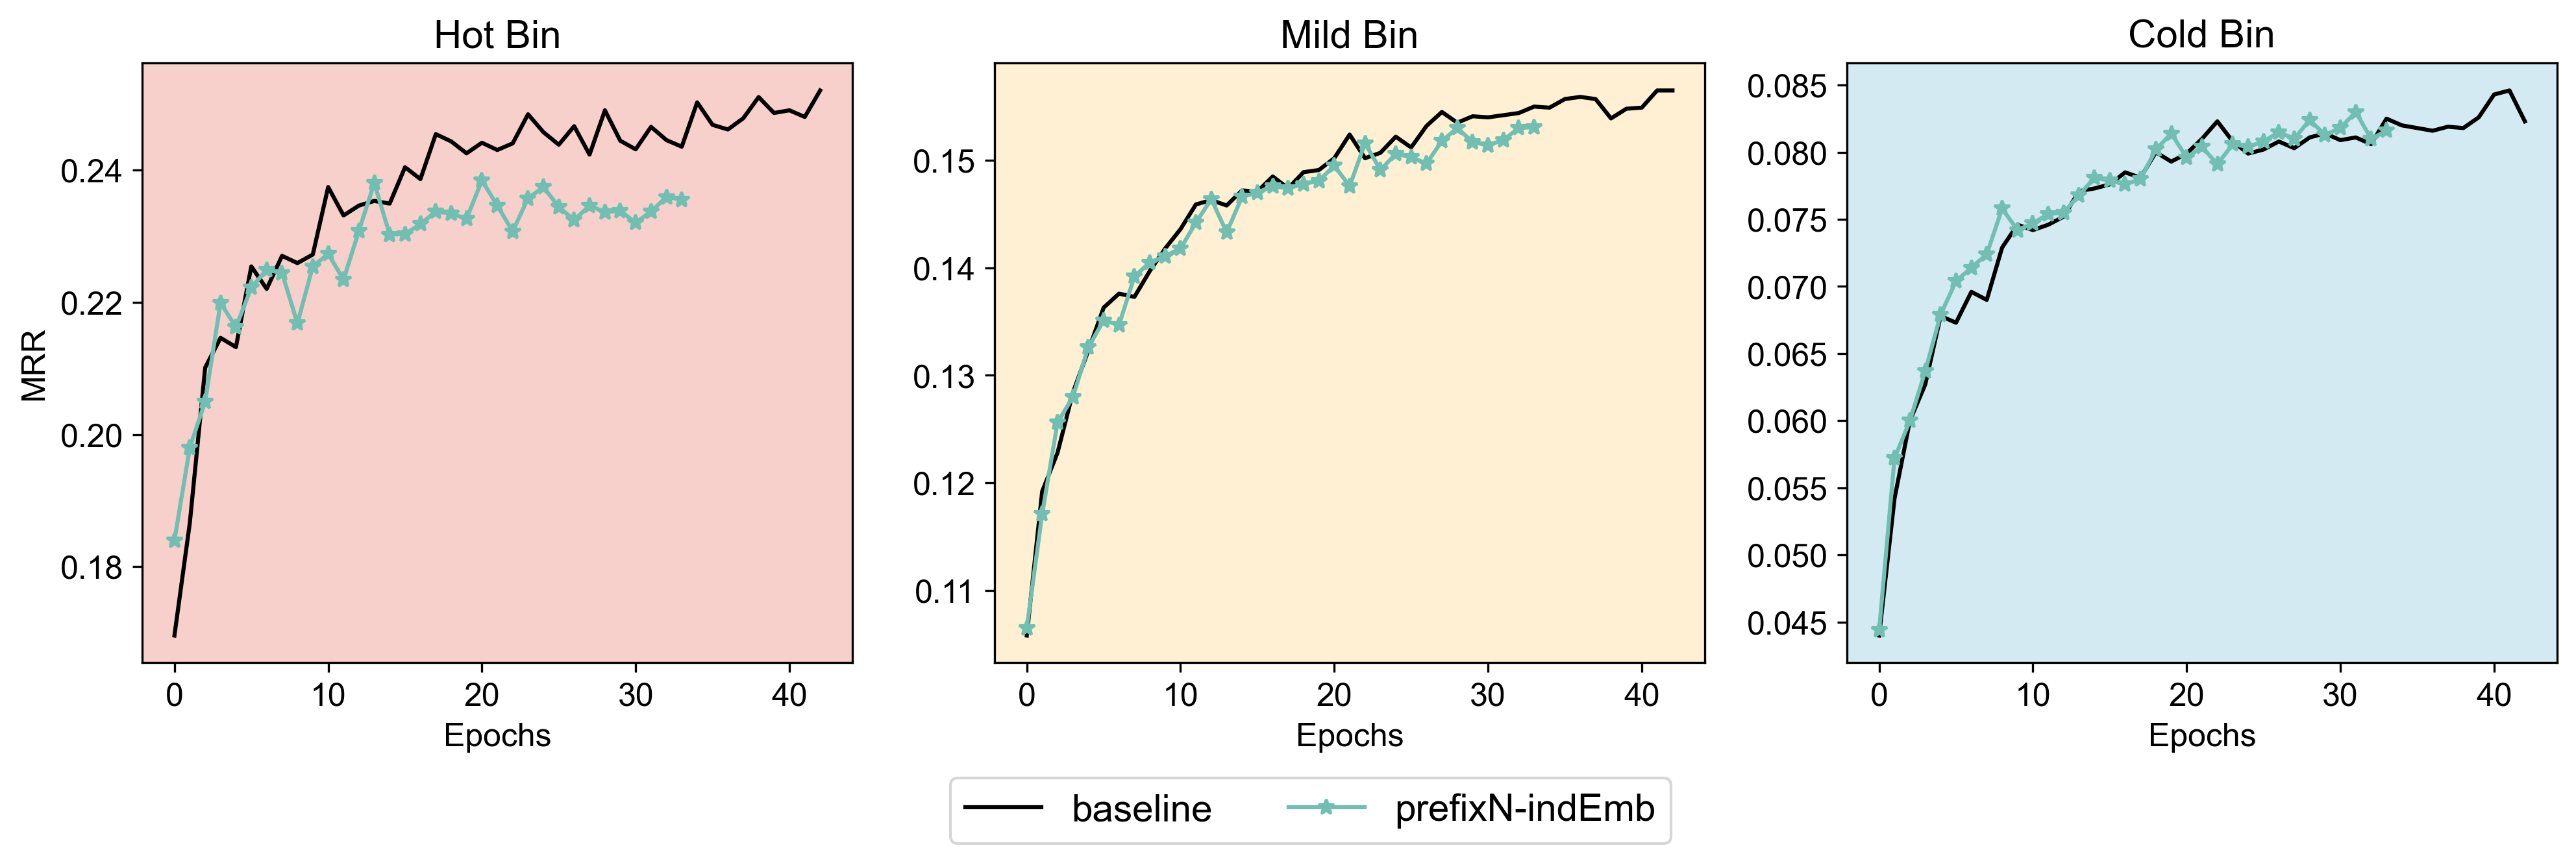 Hot Bin
Mild Bin
Cold Bin
MRR
0.24
0.22
0.20
0.18
0 10 20 30 40
Epochs
0.15
0.14
0.13
0.12
0.11
0 10 20 30 40
Epochs
0.085
0.080
0.075
0.070
0.065
0.060
0.055
0.050
0.045
0 10 20 30 40
Epochs
baseline prefixN-indEmb